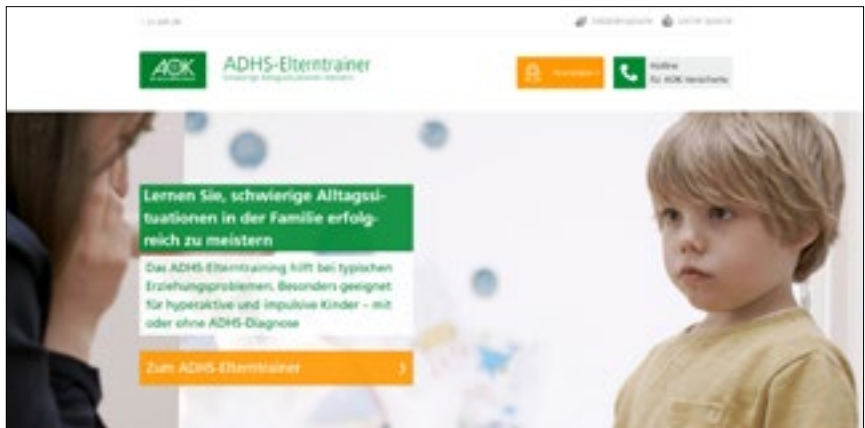 AOK
ADHS-Elterntrainer
Hotline
für AOK-Versicherte
Lernen Sie, schwierige Alltagssi-
tuationen in der Familie erfolg-
reich zu meistern
Das ADHS-Elterntraining hilft bei typischen
Erziehungsproblemen. Besonders geeignet
für hyperaktive und impulsive Kinder – mit
oder ohne ADHS-Diagnose
Zum ADHS-Elterntrainer